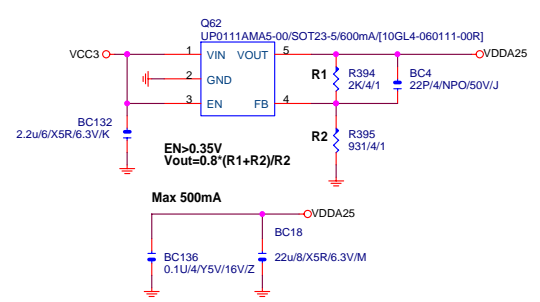 Q62
UP0111AMA5-00/SOT23-5/600mA/[10GL4-060111-00R]
VCC3
1
VIN
VOUT
5
VDDA25
2
GND
R1
R394
2K/4/1
BC4
22P/4/NPO/50V/J
3
EN
FB
4
BC132
2.2u/6/X5R/6.3V/K
R2
R395
931/4/1
EN>0.35V
Vout=0.8*(R1+R2)/R2
Max 500mA
VDDA25
BC136
0.1U/4/Y5V/16V/Z
BC18
22u/8/X5R/6.3V/M